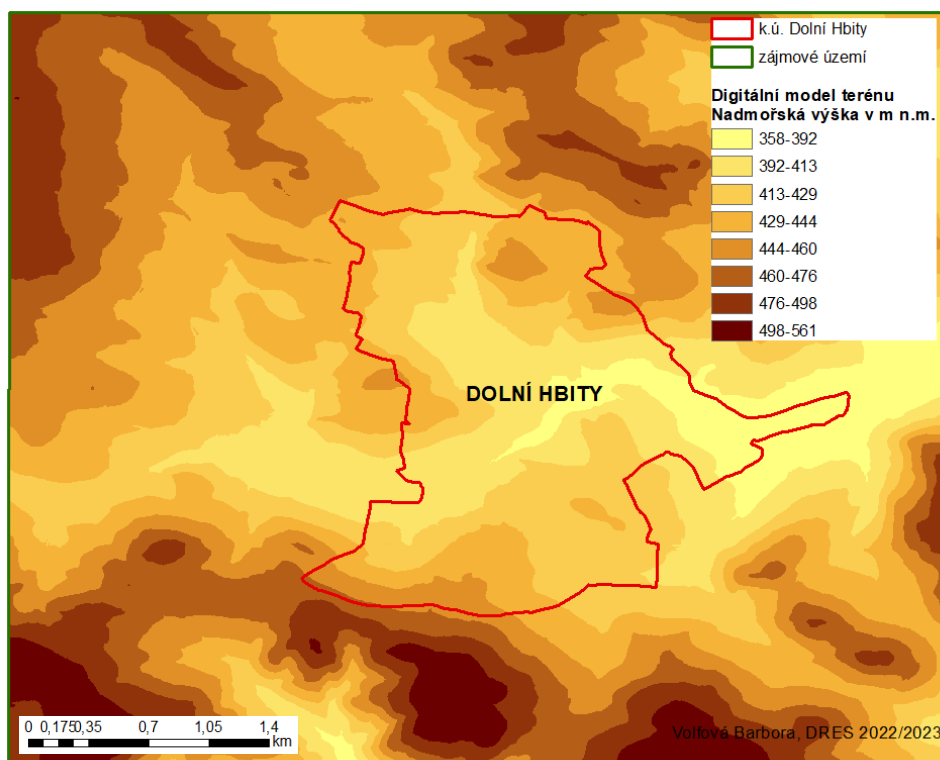 k.ú. Dolní Hbity
zájmové území
Digitální model terénu
Nadmořská výška v m n.m.
358-392
392-413
413-429
429-444
444-460
460-476
476-498
498-561
DOLNÍ HBITY
0 0,175 0,35 0,7 1,05 1,4
km
Volfová Barbora, DRES 2022/2023